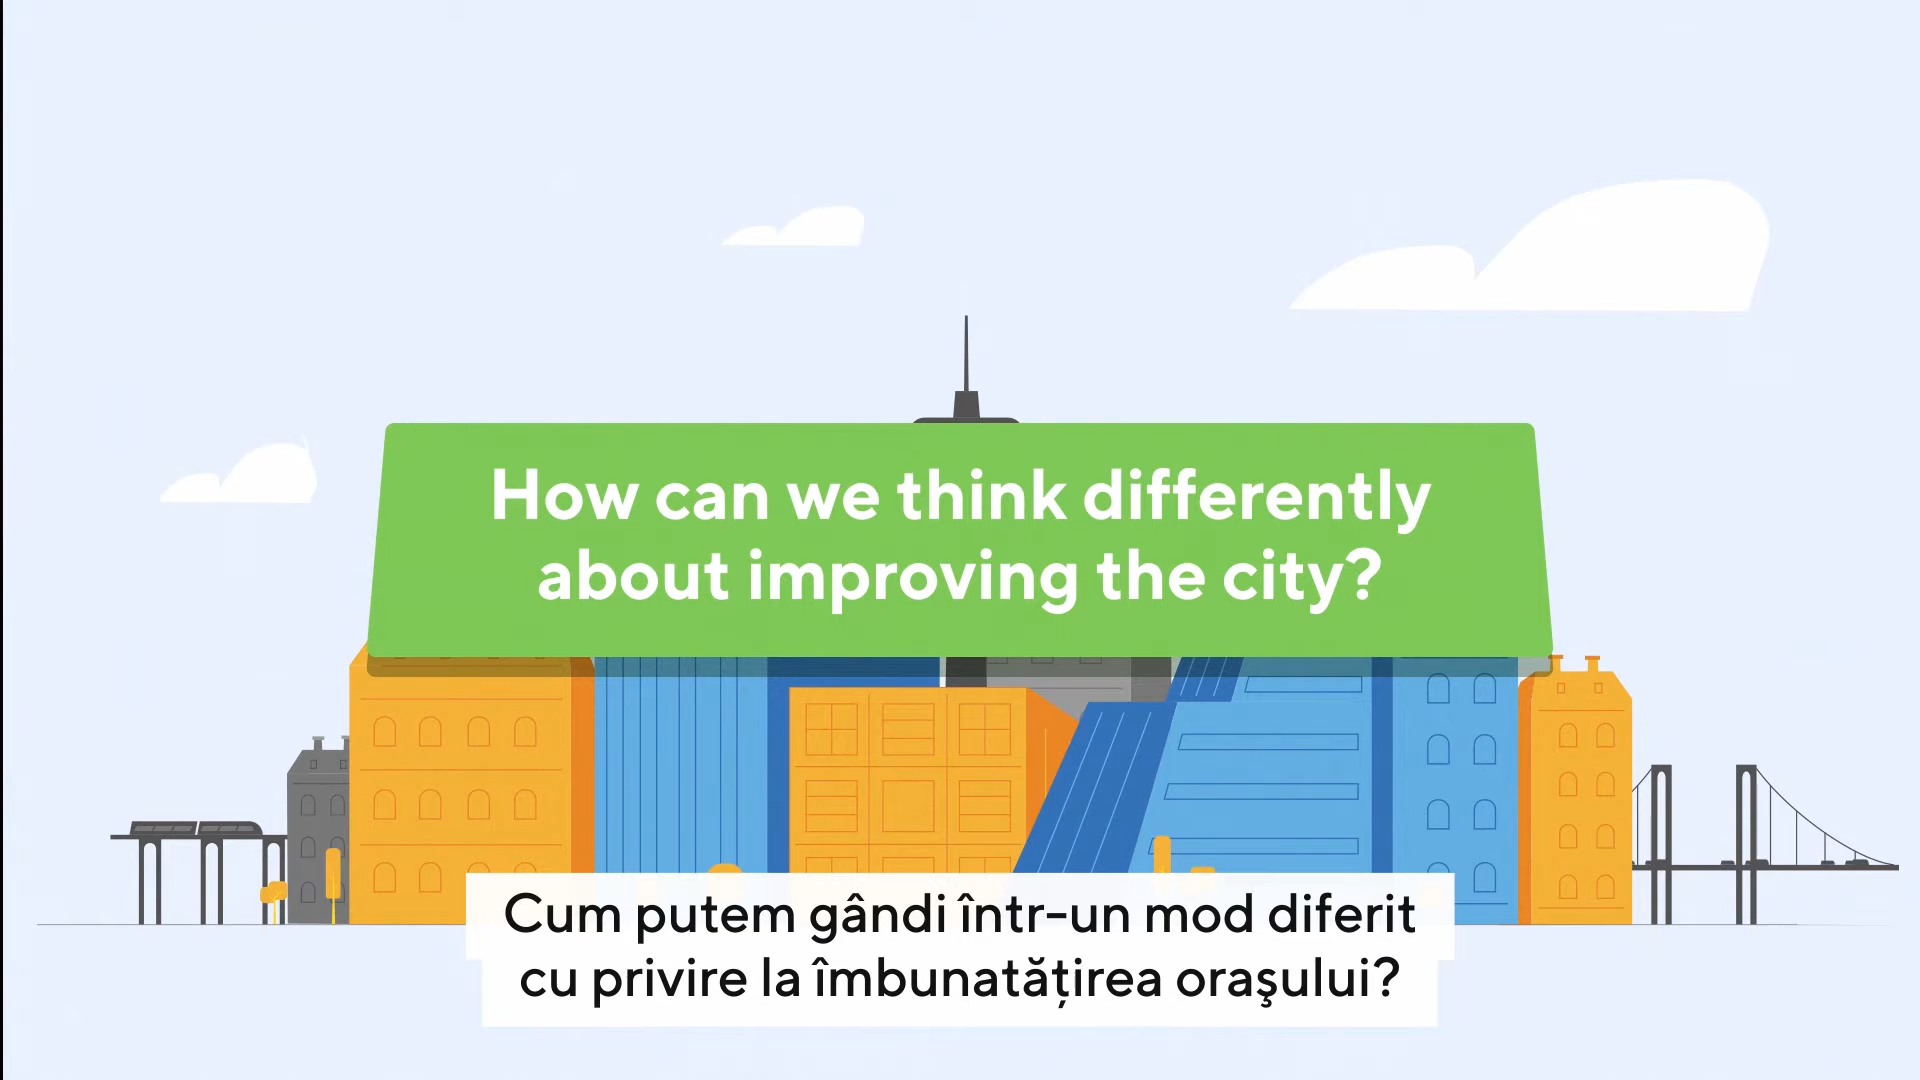 How can we think differently
about improving the city?
Cum putem gândi într-un mod diferit
cu privire la îmbunatățirea oraşului?